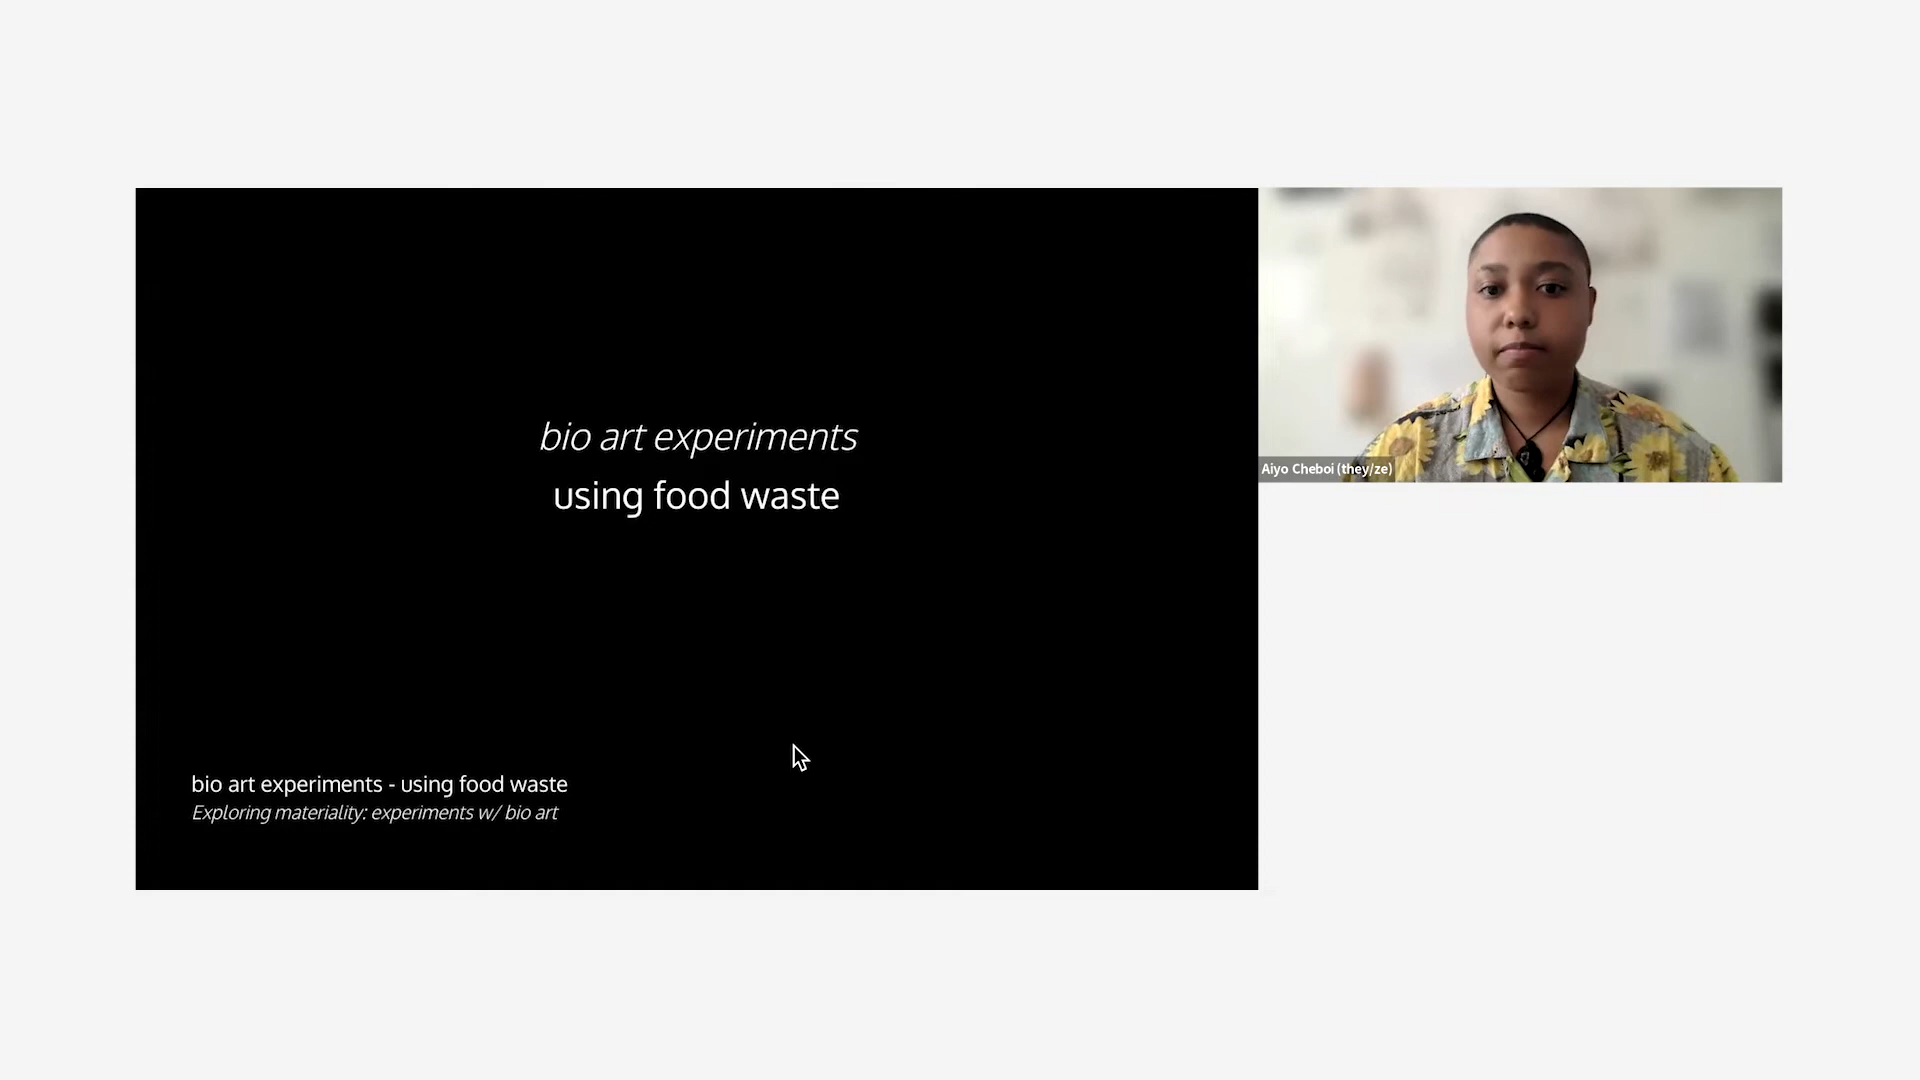 bio art experiments
using food waste
Aiyo Cheboi (they/ze)
bio art experiments - using food waste
Exploring materiality: experiments w/ bio art